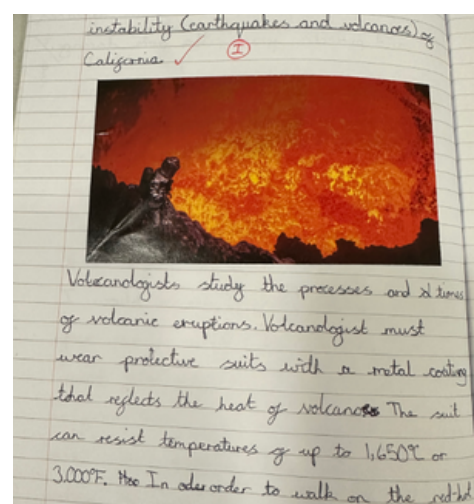 instability (earthquakes and volcanoes) of
California
I
Volcanologists study the processes and times
of volcanic eruptions. Volcanologist must
wear protective suits with a metal coating
that reflects the heat of volcanoes The suit
can resist temperatures of up to 1,650°C or
3,000°F. In order to walk on the